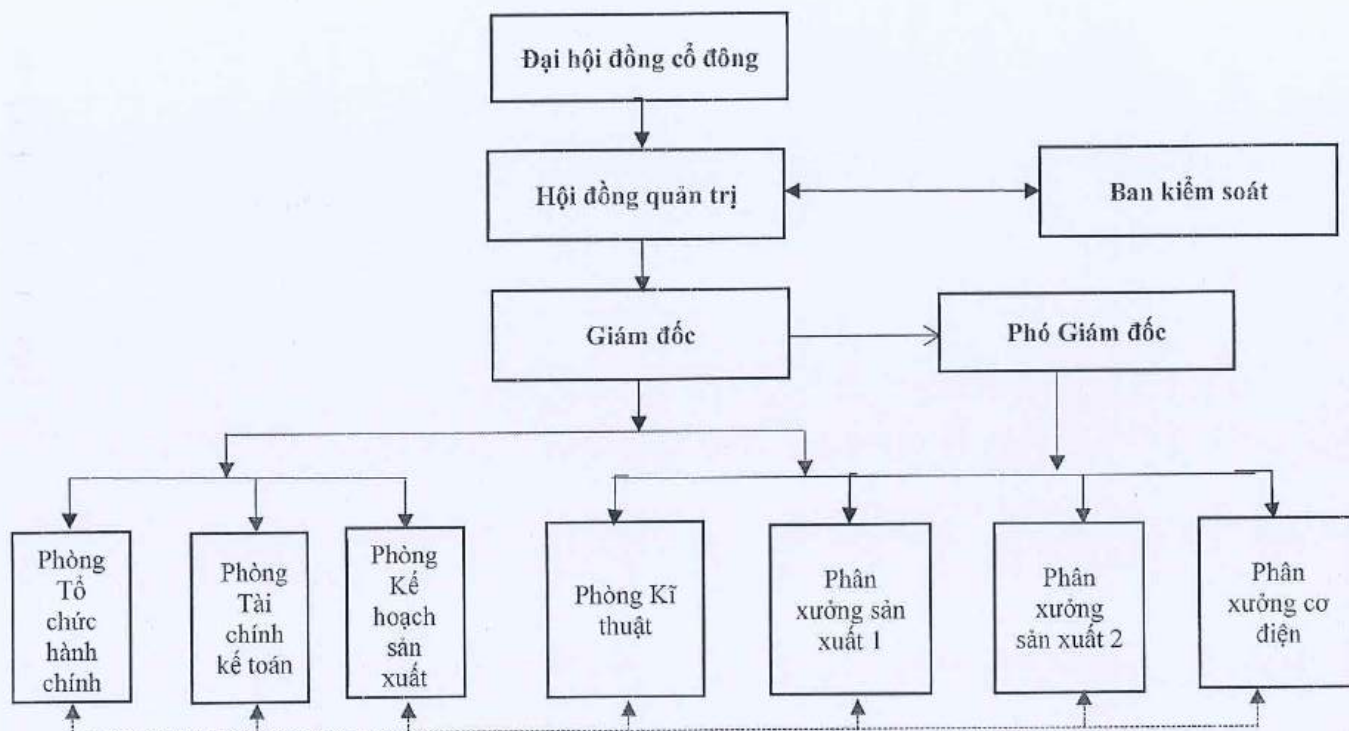 Đại hội đồng cổ đông
Hội đồng quản trị
Ban kiểm soát
Giám đốc
Phó Giám đốc
Phòng
Tổ
chức
hành
chính
Phòng
Tài
chính
kế toán
Phòng
Kế
hoạch
sản
xuất
Phòng Kĩ
thuật
Phân
xưởng sản
xuất 1
Phân
xưởng
sản xuất 2
Phân
xưởng cơ
điện